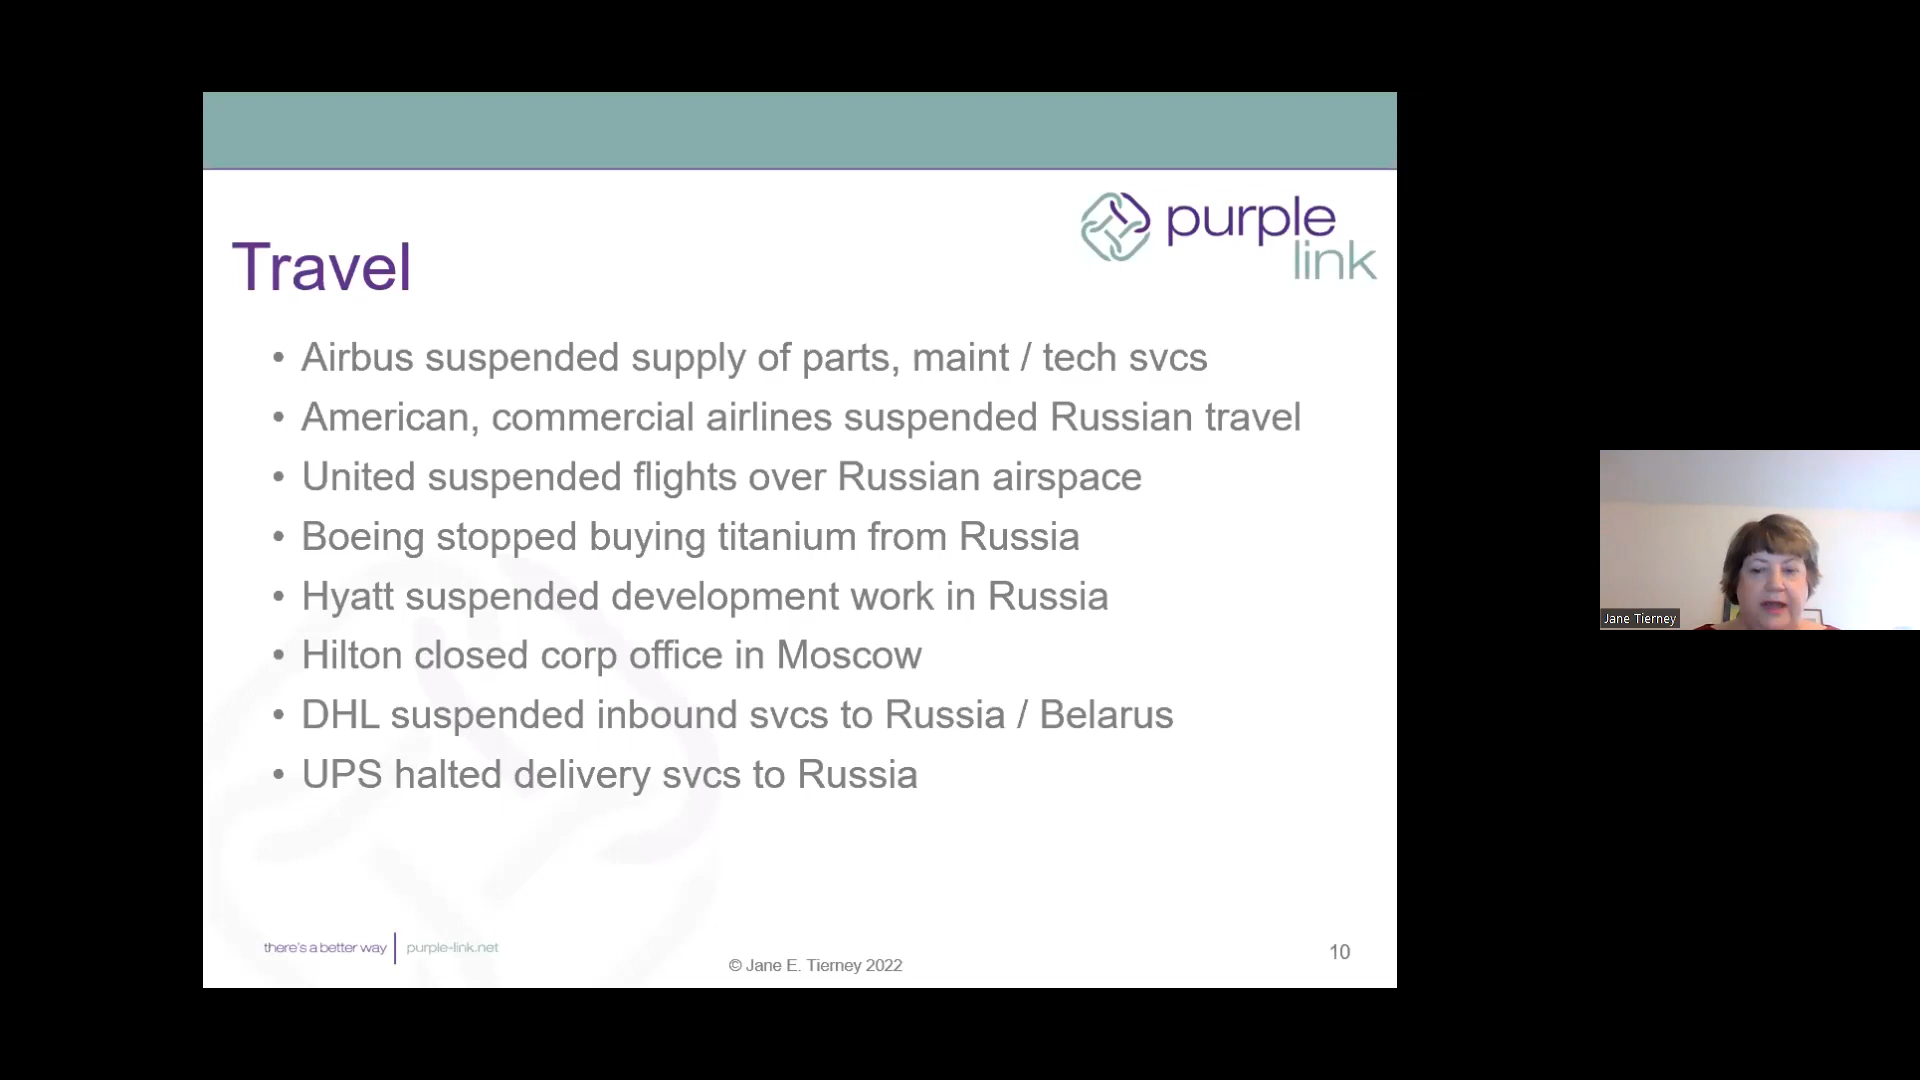 purple
link
Travel
• Airbus suspended supply of parts, maint / tech svcs
• American, commercial airlines suspended Russian travel
• United suspended flights over Russian airspace
• Boeing stopped buying titanium from Russia
• Hyatt suspended development work in Russia
• Hilton closed corp office in Moscow
• DHL suspended inbound svcs to Russia / Belarus
• UPS halted delivery svcs to Russia
Jane Tierney
there's a better way | purple-link.net
© Jane E. Tierney 2022
10